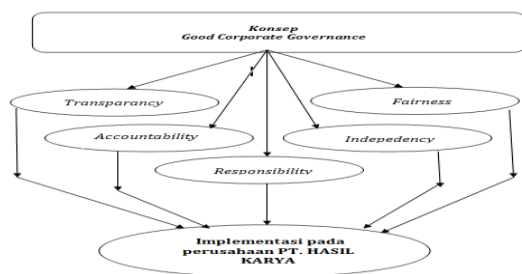 Konsep
Good Corporate Governance
Transparancy
Fairness
Accountability
Indepedency
Responsibility
Implementasi pada
perusahaan PT. HASIL
KARYA